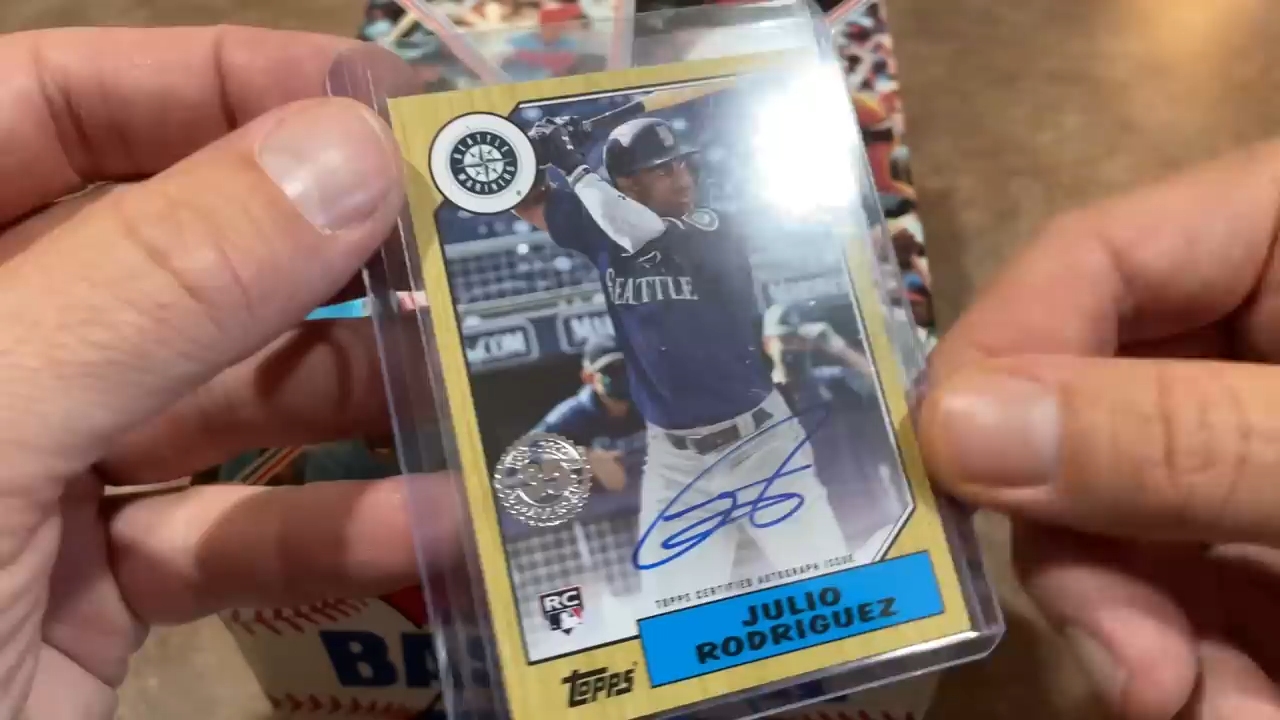 SEATTLE
MARINERS
SEATTLE
TOPPS CERTIFIED AUTOGRAPH ISSUE
RC
JULIO
RODRIGUEZ
TOPPS
BAS